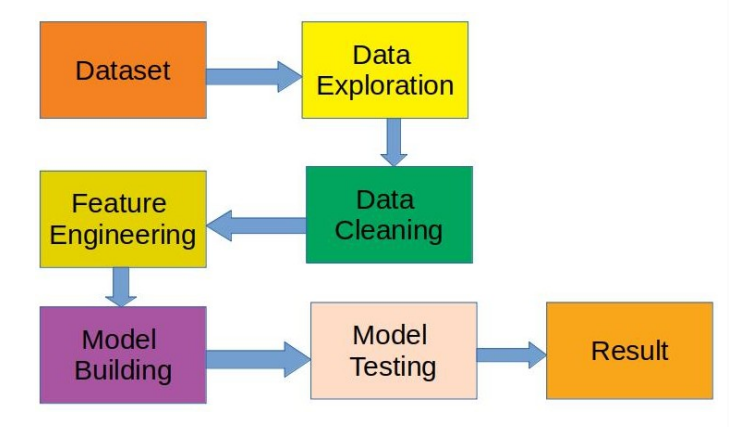 Dataset
Data
Exploration
Data
Cleaning
Feature
Engineering
Model
Building
Model
Testing
Result